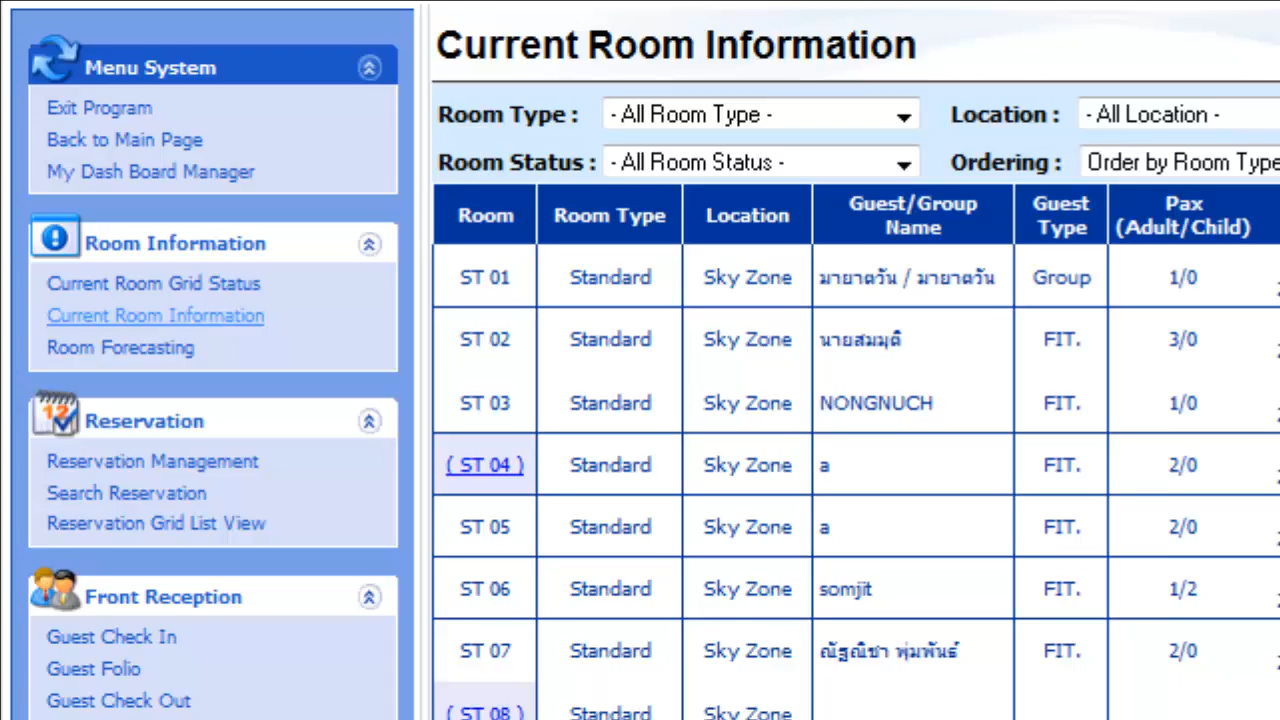 Menu System
Exit Program
Back to Main Page
My Dash Board Manager
Room Information
Current Room Grid Status
Current Room Information
Room Forecasting
Reservation
Reservation Management
Search Reservation
Reservation Grid List View
Front Reception
Guest Check In
Guest Folio
Guest Check Out
Current Room Information
Room Type : - All Room Type - Location : - All Location -
Room Status : - All Room Status - Ordering : Order by Room Type
Room Room Type Location Guest/Group Name Guest Type Pax (Adult/Child)
ST 01 Standard Sky Zone มายาตวัน / มายาตวัน Group 1/0
ST 02 Standard Sky Zone นายสมมุติ FIT. 3/0
ST 03 Standard Sky Zone NONGNUCH FIT. 1/0
( ST 04 ) Standard Sky Zone a FIT. 2/0
ST 05 Standard Sky Zone a FIT. 2/0
ST 06 Standard Sky Zone somjit FIT. 1/2
ST 07 Standard Sky Zone ณัฐณิชา พุ่มพันธ์ FIT. 2/0
( ST 08 ) Standard Sky Zone